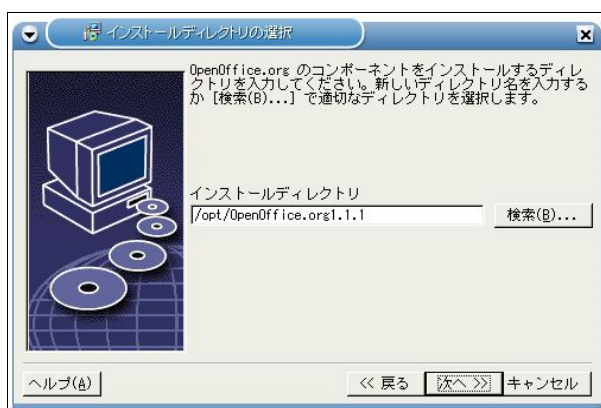 インストールディレクトリの選択
OpenOffice.org のコンポーネントをインストールするディレ
クトリを入力してください。新しいディレクトリ名を入力する
か [検索(B)...] で適切なディレクトリを選択します。
インストールディレクトリ
/opt/OpenOffice.org1.1.1
検索(B)...
ヘルプ(A)
<< 戻る
次へ >>
キャンセル